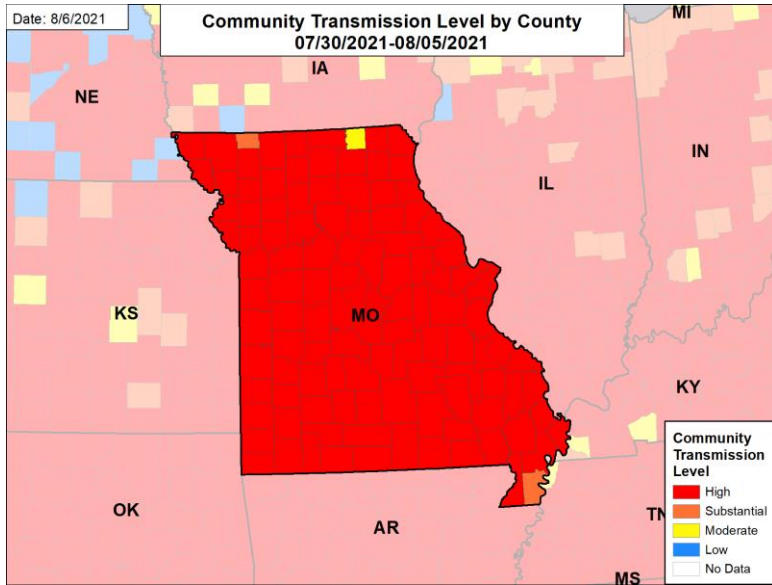 Date: 8/6/2021
Community Transmission Level by County
07/30/2021-08/05/2021
MI
IA
NE
IN
IL
KS
MO
KY
OK
AR
TN
MS
Community
Transmission
Level
High
Substantial
Moderate
Low
No Data